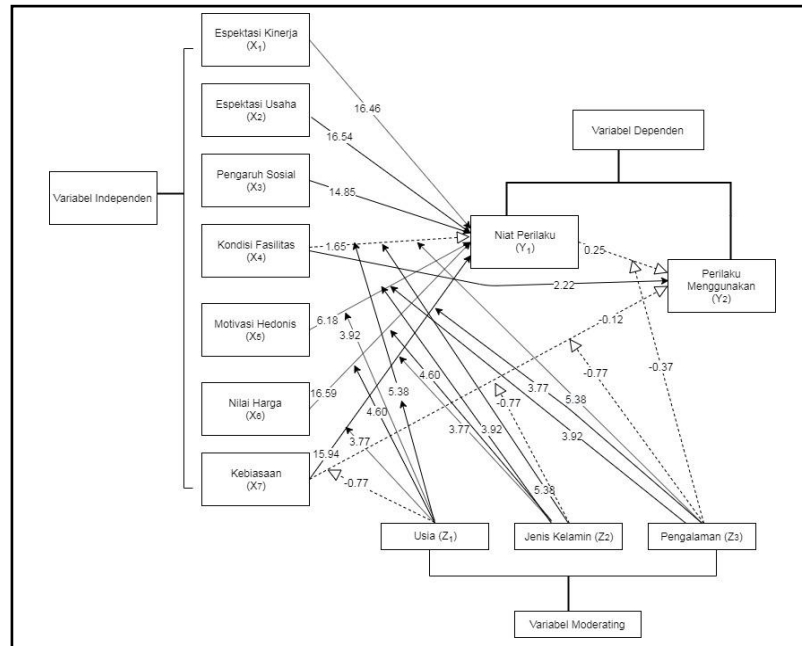 Espektasi Kinerja
(X1)
16.46
Espektasi Usaha
(X2)
16.54
Variabel Dependen
Pengaruh Sosial
(X3)
14.85
Variabel Independen
Niat Perilaku
(Y1)
Kondisi Fasilitas
(X4)
1.65
0.25
Perilaku
Menggunakan
(Y2)
2.22
Motivasi Hedonis
(X5)
6.18
3.92
-0.12
4.60
-0.77
-0.37
Nilai Harga
(X6)
16.59
5.38
-0.77
3.77
4.60
5.38
3.77
3.92
3.92
3.77
Kebiasaan
(X7)
15.94
-0.77
5.38
Usia (Z1)
Jenis Kelamin (Z2)
Pengalaman (Z3)
Variabel Moderating